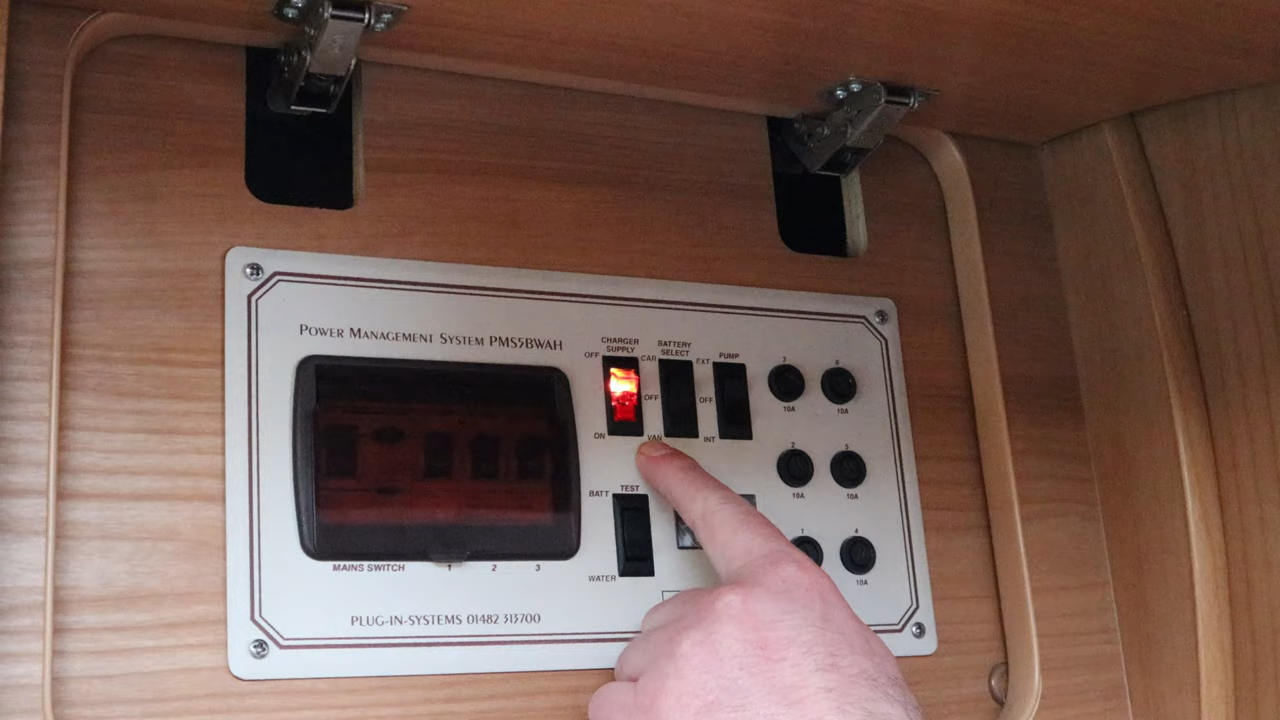 POWER MANAGEMENT SYSTEM PMS5BWAH
CHARGER
SUPPLY
BATTERY
SELECT
PUMP
OFF
CAR
EXT
OFF
OFF
ON
VAN
INT
3
6
10A
10A
2
5
10A
10A
BATT
TEST
WATER
1
4
10A
MAINS SWITCH
1
2
3
PLUG-IN-SYSTEMS 01482 313700